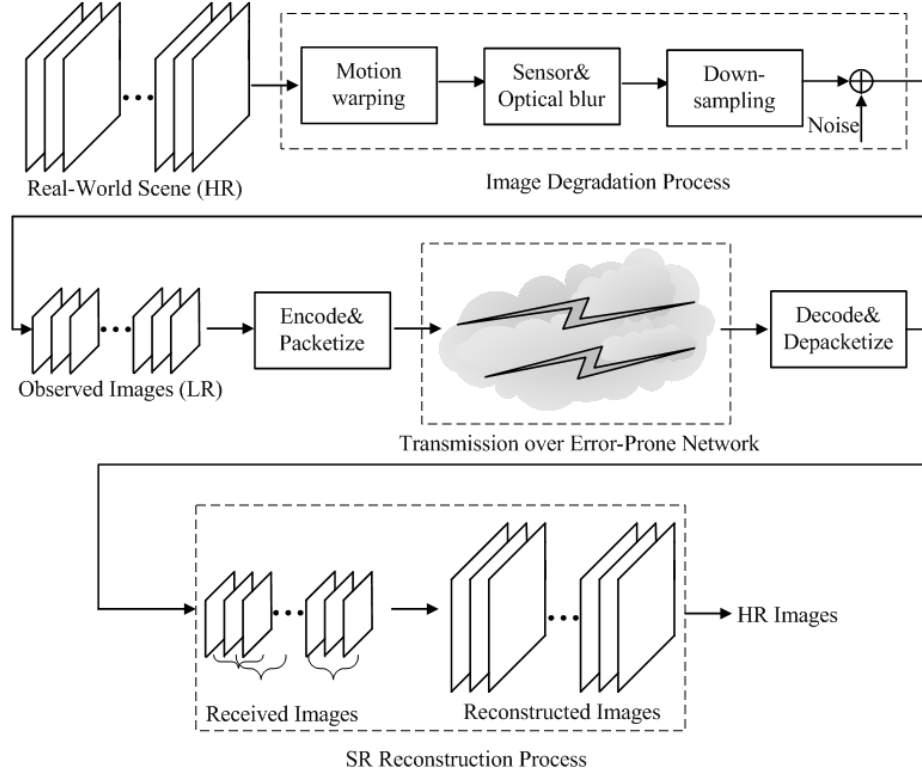 Motion
warping
Sensor&
Optical blur
Down-
sampling
Noise
Real-World Scene (HR)
Image Degradation Process
Encode&
Packetize
Decode&
Depacketize
Observed Images (LR)
Transmission over Error-Prone Network
HR Images
Received Images
Reconstructed Images
SR Reconstruction Process